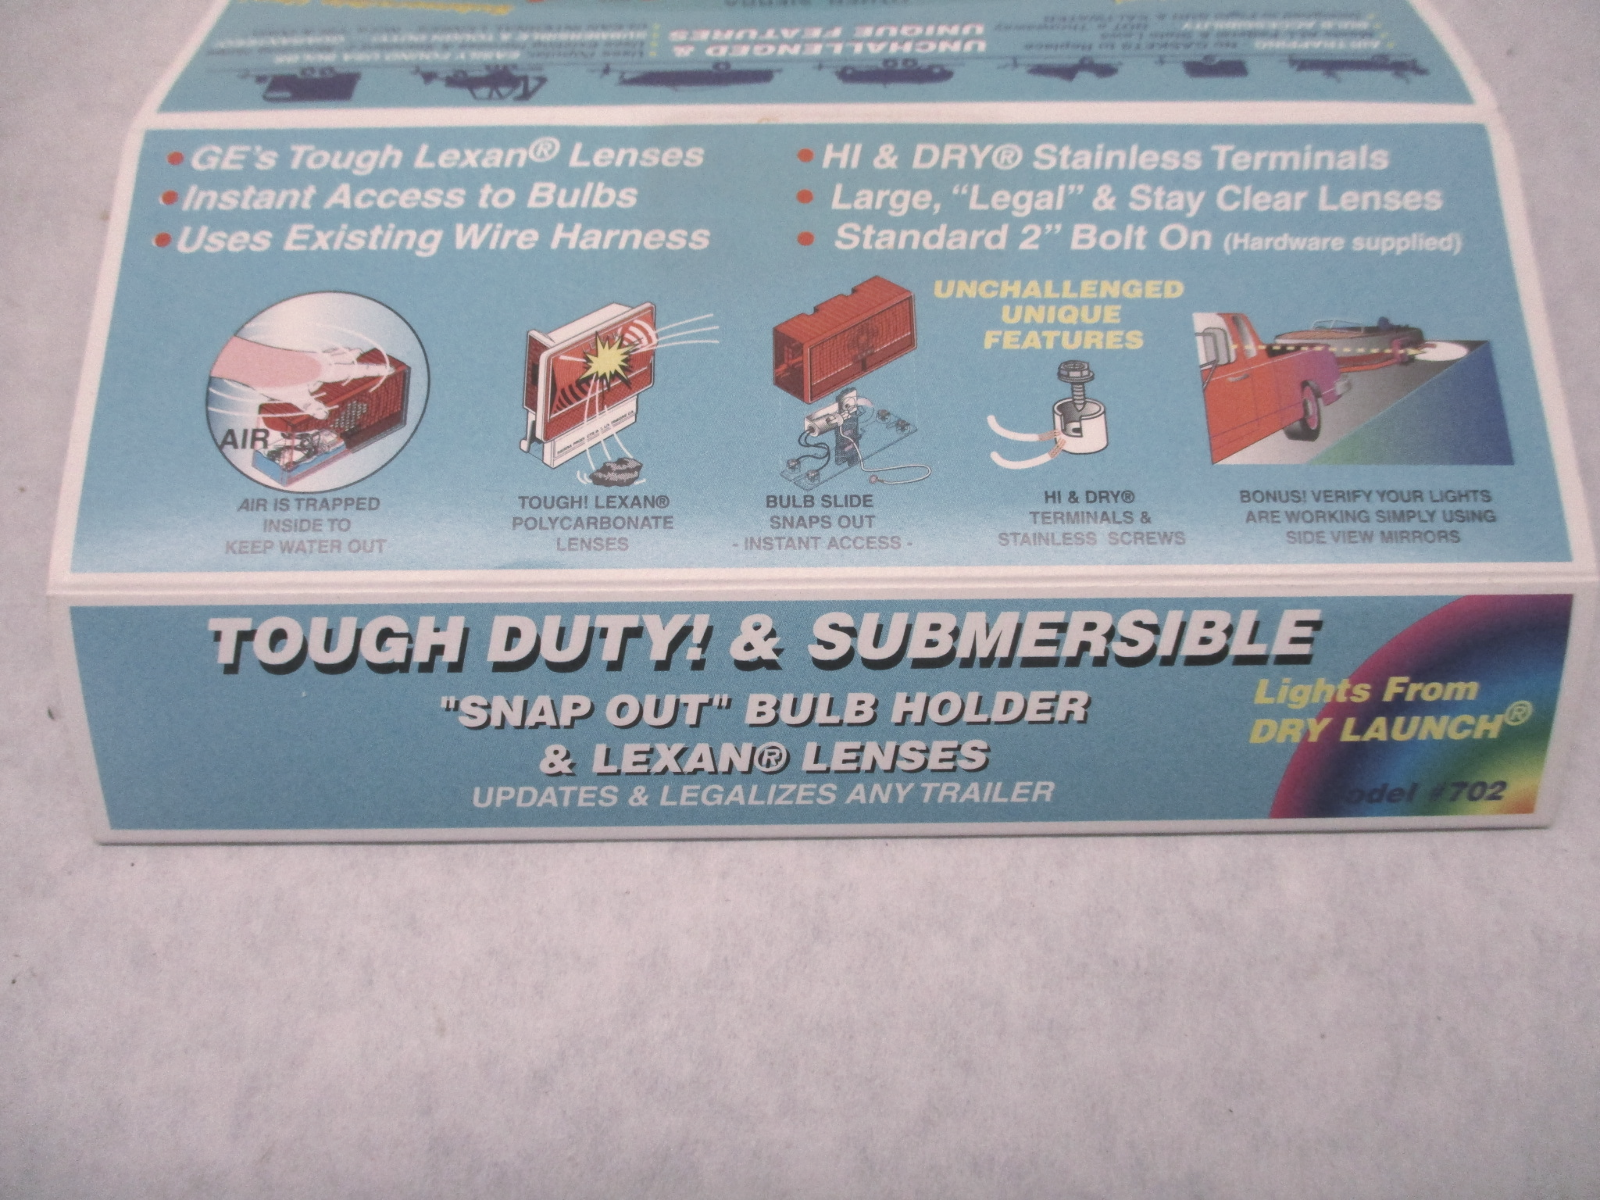 UNCHALLENGED &
UNIQUE FEATURES
• GE's Tough Lexan® Lenses
• Instant Access to Bulbs
• Uses Existing Wire Harness
• HI & DRY® Stainless Terminals
• Large, “Legal” & Stay Clear Lenses
• Standard 2” Bolt On (Hardware supplied)
UNCHALLENGED
UNIQUE
FEATURES
AIR
AIR IS TRAPPED
INSIDE TO
KEEP WATER OUT
TOUGH! LEXAN®
POLYCARBONATE
LENSES
BULB SLIDE
SNAPS OUT
- INSTANT ACCESS -
HI & DRY®
TERMINALS &
STAINLESS SCREWS
BONUS! VERIFY YOUR LIGHTS
ARE WORKING SIMPLY USING
SIDE VIEW MIRRORS
TOUGH DUTY! & SUBMERSIBLE
"SNAP OUT" BULB HOLDER
& LEXAN® LENSES
UPDATES & LEGALIZES ANY TRAILER
Lights From
DRY LAUNCH®
Model #702